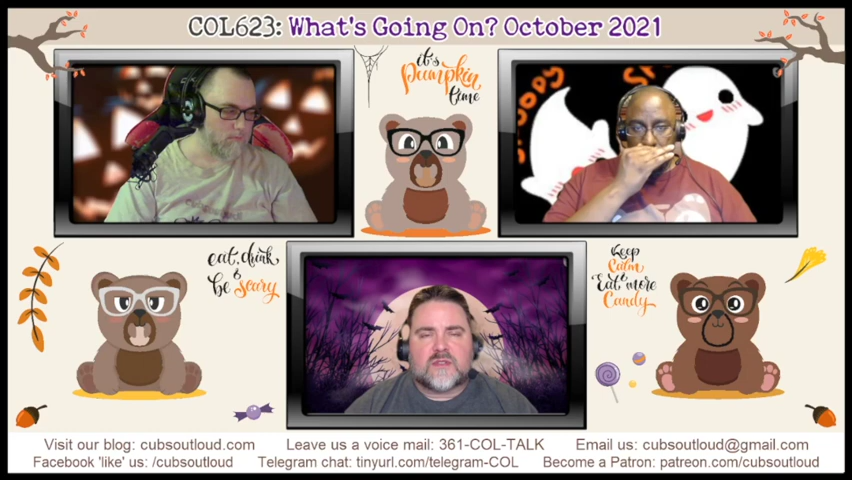 COL623: What's Going On? October 2021
it's
Pumpkin
time
SPOOPY
eat, drink
&
be scary
Keep
Calm
Eat more
Candy
Visit our blog: cubsoutloud.com Leave us a voice mail: 361-COL-TALK Email us: cubsoutloud@gmail.com
Facebook 'like' us: /cubsoutloud Telegram chat: tinyurl.com/telegram-COL Become a Patron: patreon.com/cubsoutloud